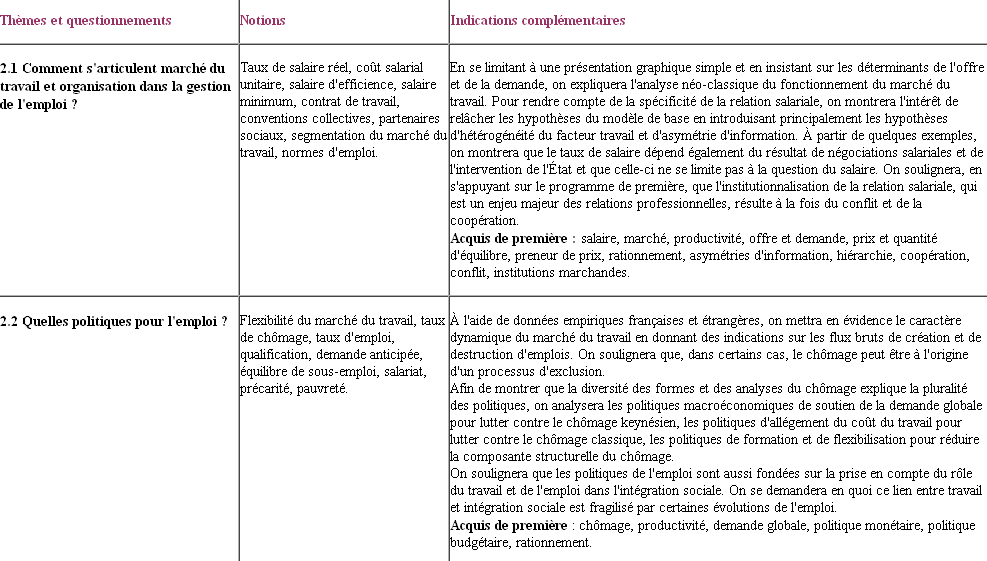 Thèmes et questionnements
Notions
Indications complémentaires
2.1 Comment s'articulent marché du
travail et organisation dans la gestion
de l'emploi ?
Taux de salaire réel, coût salarial
unitaire, salaire d'efficience, salaire
minimum, contrat de travail,
conventions collectives, partenaires
sociaux, segmentation du marché du
travail, normes d'emploi.
En se limitant à une présentation graphique simple et en insistant sur les déterminants de l'offre
et de la demande, on expliquera l'analyse néo-classique du fonctionnement du marché du
travail. Pour rendre compte de la spécificité de la relation salariale, on montrera l'intérêt de
relâcher les hypothèses du modèle de base en introduisant principalement les hypothèses
d'hétérogénéité du facteur travail et d'asymétrie d'information. À partir de quelques exemples,
on montrera que le taux de salaire dépend également du résultat de négociations salariales et de
l'intervention de l'État et que celle-ci ne se limite pas à la question du salaire. On soulignera, en
s'appuyant sur le programme de première, que l'institutionnalisation de la relation salariale, qui
est un enjeu majeur des relations professionnelles, résulte à la fois du conflit et de la
coopération.
Acquis de première : salaire, marché, productivité, offre et demande, prix et quantité
d'équilibre, preneur de prix, rationnement, asymétries d'information, hiérarchie, coopération,
conflit, institutions marchandes.
2.2 Quelles politiques pour l'emploi ?
Flexibilité du marché du travail, taux
de chômage, taux d'emploi,
qualification, demande anticipée,
équilibre de sous-emploi, salariat,
précarité, pauvreté.
À l'aide de données empiriques françaises et étrangères, on mettra en évidence le caractère
dynamique du marché du travail en donnant des indications sur les flux bruts de création et de
destruction d'emplois. On soulignera que, dans certains cas, le chômage peut être à l'origine
d'un processus d'exclusion.
Afin de montrer que la diversité des formes et des analyses du chômage explique la pluralité
des politiques, on analysera les politiques macroéconomiques de soutien de la demande globale
pour lutter contre le chômage keynésien, les politiques d'allégement du coût du travail pour
lutter contre le chômage classique, les politiques de formation et de flexibilisation pour réduire
la composante structurelle du chômage.
On soulignera que les politiques de l'emploi sont aussi fondées sur la prise en compte du rôle
du travail et de l'emploi dans l'intégration sociale. On se demandera en quoi ce lien entre travail
et intégration sociale est fragilisé par certaines évolutions de l'emploi.
Acquis de première : chômage, productivité, demande globale, politique monétaire, politique
budgétaire, rationnement.